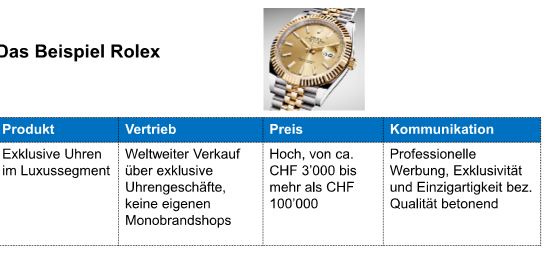 Das Beispiel Rolex
Produkt
Vertrieb
Preis
Kommunikation
Exklusive Uhren
im Luxussegment
Weltweiter Verkauf
über exklusive
Uhrengeschäfte,
keine eigenen
Monobrandshops
Hoch, von ca.
CHF 3’000 bis
mehr als CHF
100’000
Professionelle
Werbung, Exklusivität
und Einzigartigkeit bez.
Qualität betonend